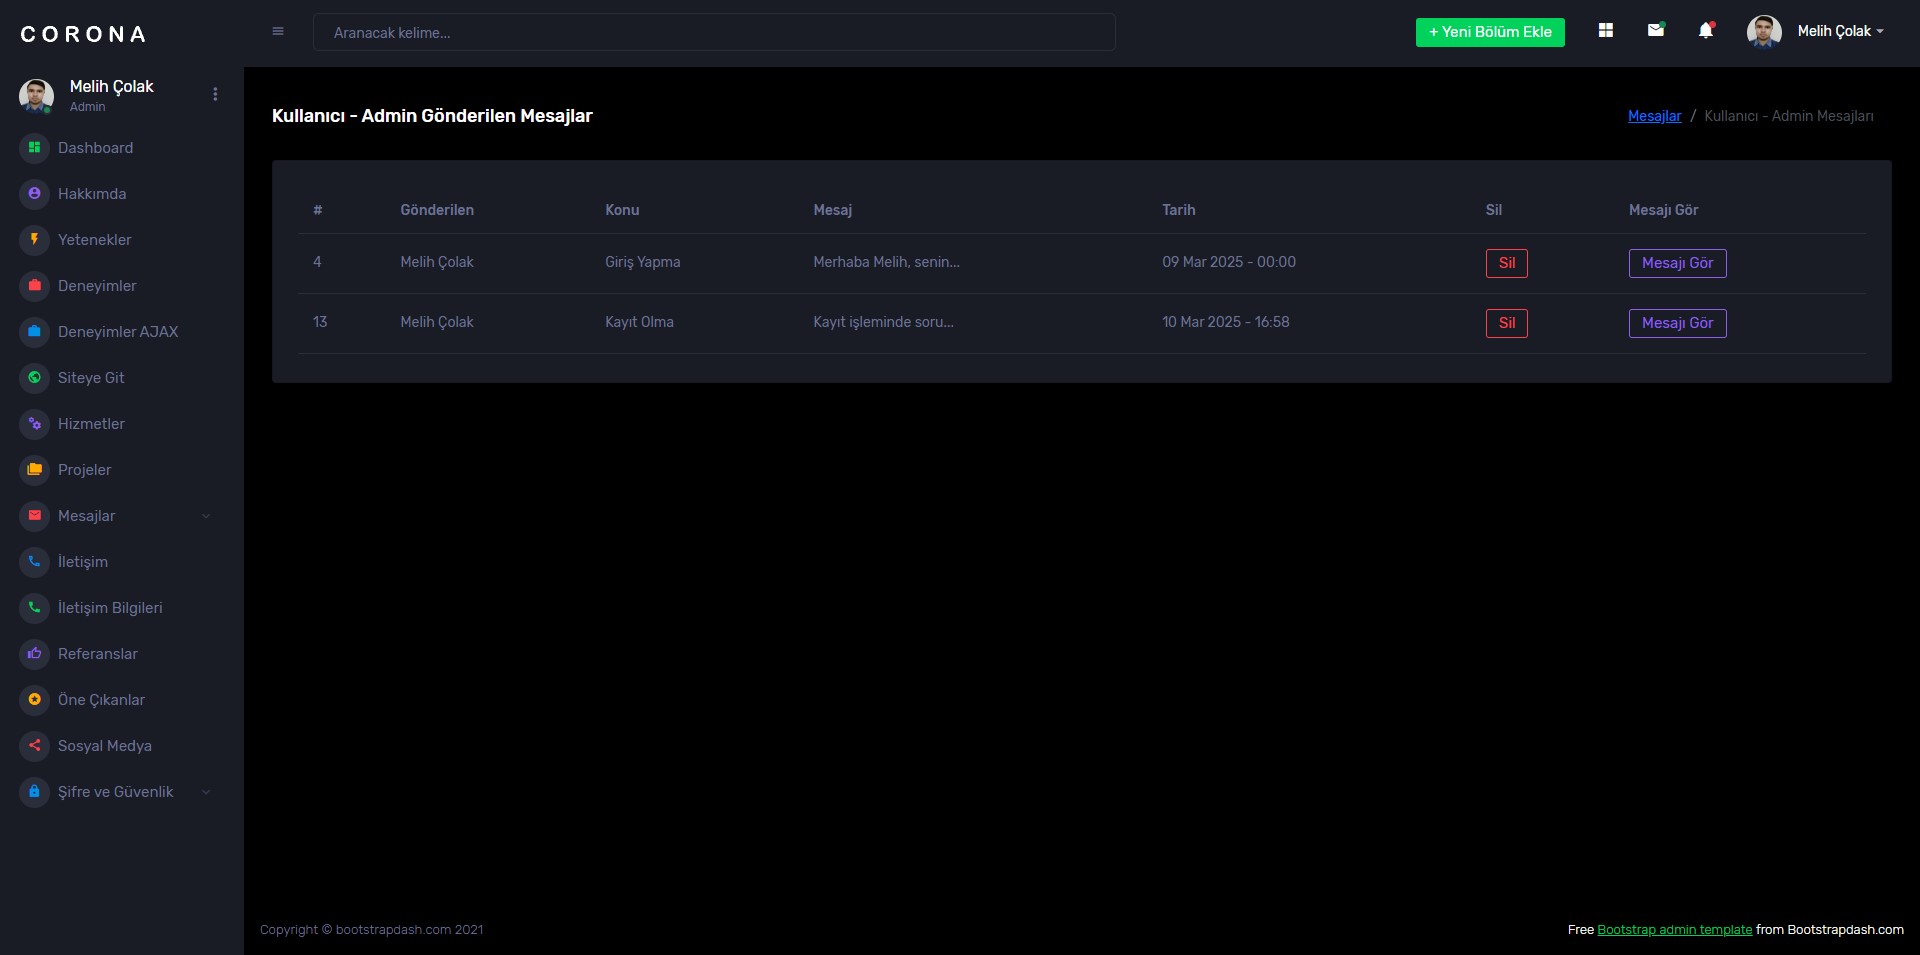 CORONA
Aranacak kelime...
+ Yeni Bölüm Ekle
Melih Çolak
Melih Çolak
Admin
Dashboard
Hakkımda
Yetenekler
Deneyimler
Deneyimler AJAX
Siteye Git
Hizmetler
Projeler
Mesajlar
İletişim
İletişim Bilgileri
Referanslar
Öne Çıkanlar
Sosyal Medya
Şifre ve Güvenlik
Kullanıcı - Admin Gönderilen Mesajlar
Mesajlar / Kullanıcı - Admin Mesajları
# Gönderilen Konu Mesaj Tarih Sil Mesajı Gör
4 Melih Çolak Giriş Yapma Merhaba Melih, senin... 09 Mar 2025 - 00:00 Sil Mesajı Gör
13 Melih Çolak Kayıt Olma Kayıt işleminde soru... 10 Mar 2025 - 16:58 Sil Mesajı Gör
Copyright © bootstrapdash.com 2021
Free Bootstrap admin template from Bootstrapdash.com